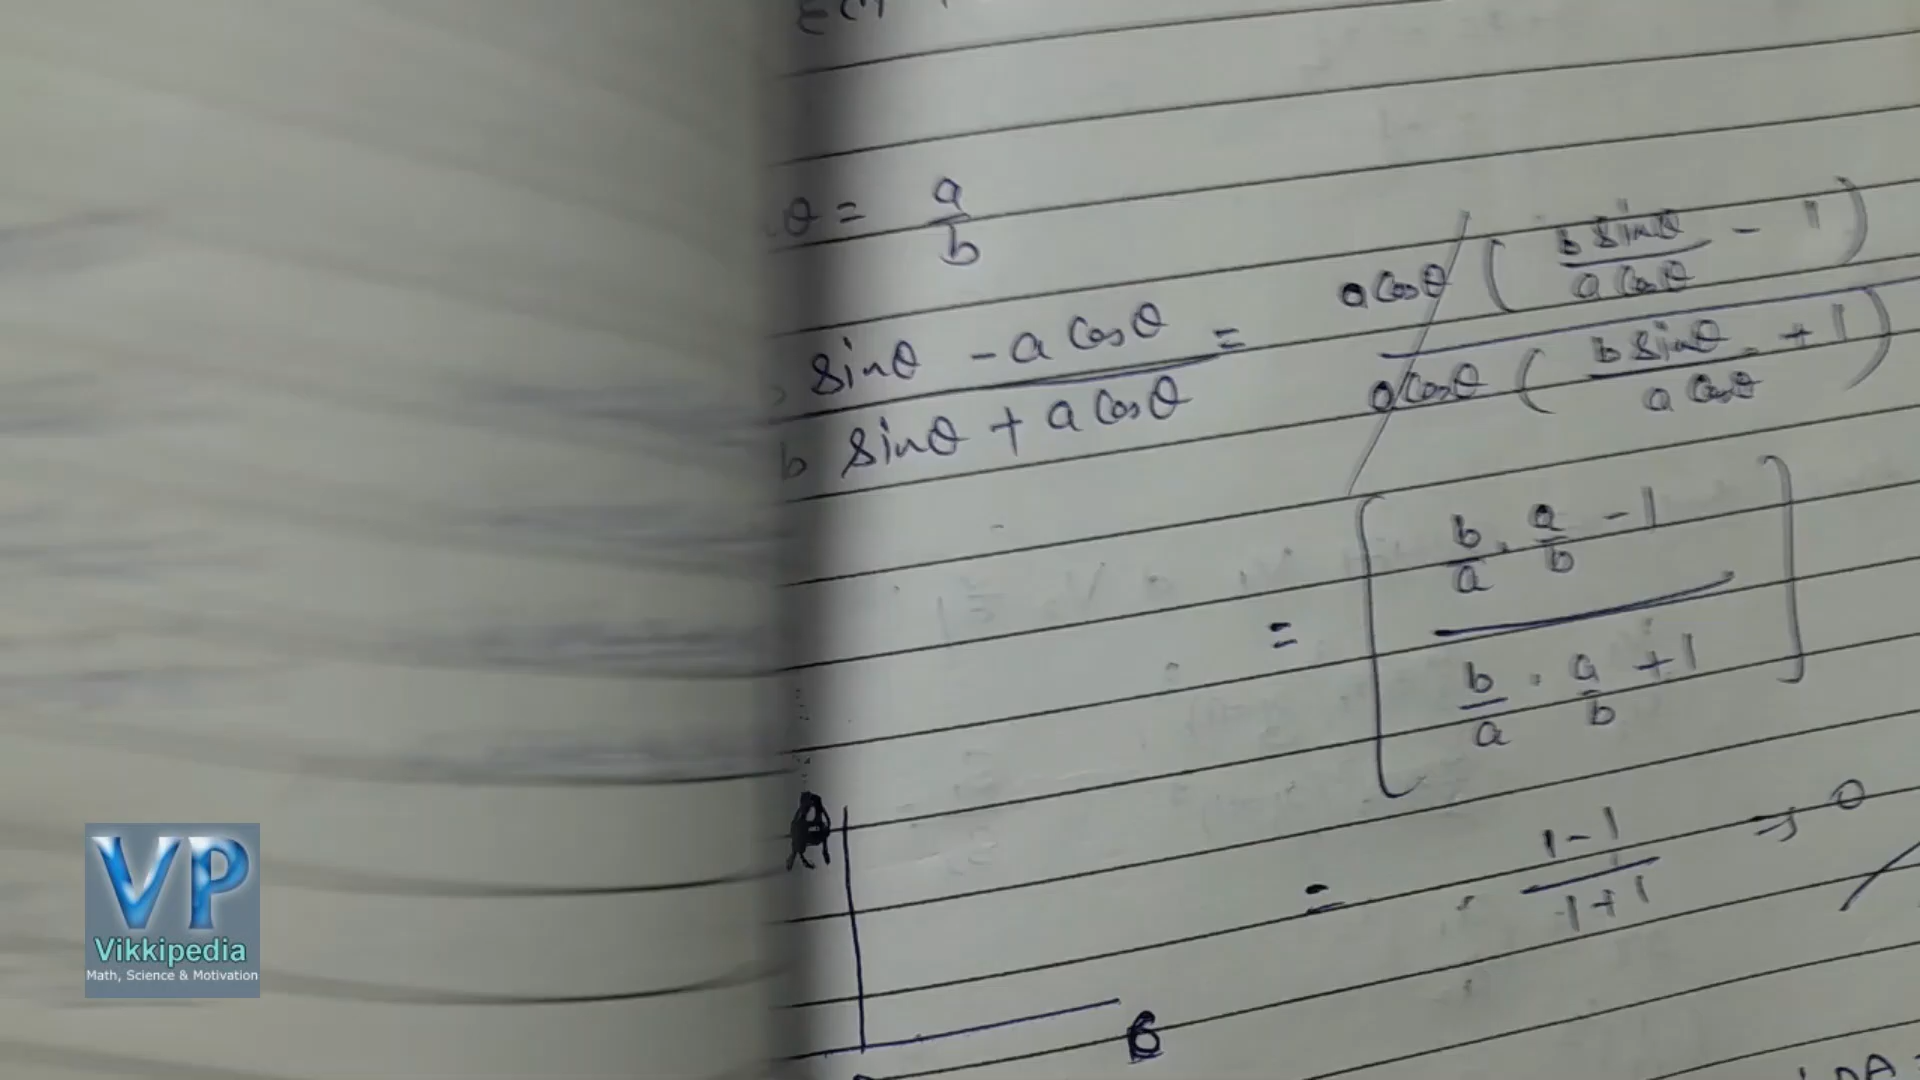 θ = a/b
sinθ - a cosθ / b sinθ + a cosθ = a cosθ ( b sinθ / a cosθ - 1 ) / a cosθ ( b sinθ / a cosθ + 1 )
= [ b/a · a/b - 1 / b/a · a/b + 1 ]
= 1-1 / 1+1 ⇒ 0
A
B
VP
Vikkipedia
Math, Science & Motivation